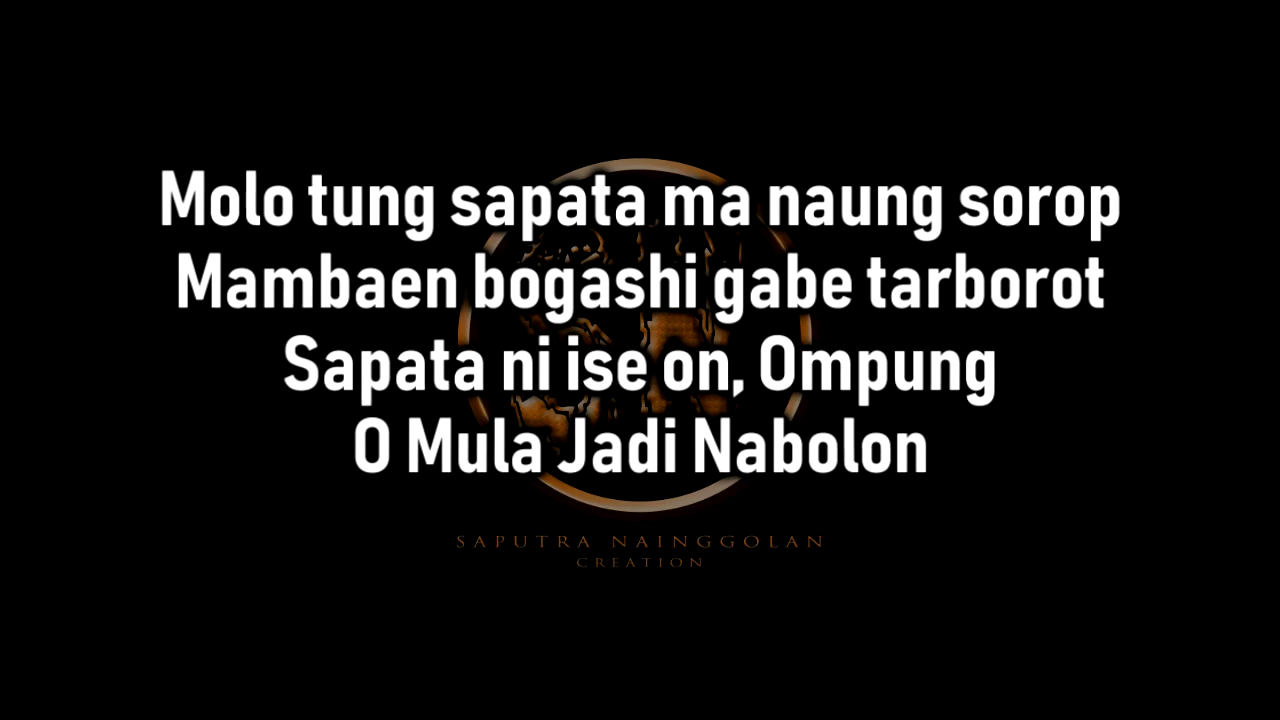 Molo tung sapata ma naung sorop
Mambaen bogashi gabe tarborot
Sapata ni ise on, Ompung
O Mula Jadi Nabolon
SAPUTRA NAINGGOLAN
CREATION